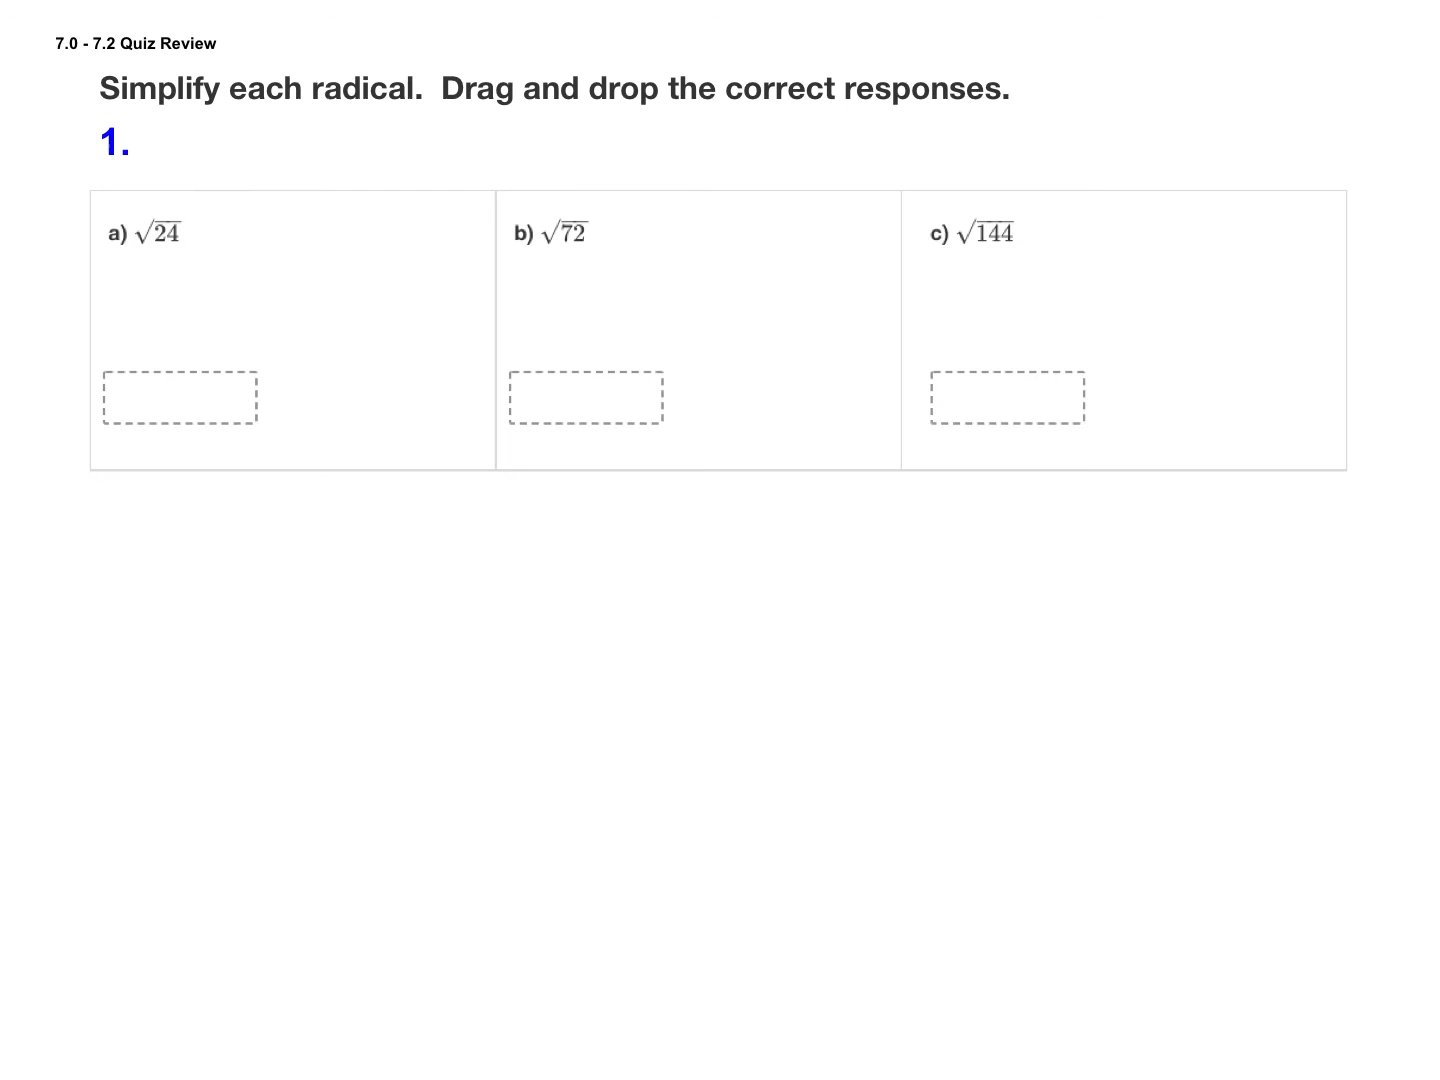 7.0 - 7.2 Quiz Review
Simplify each radical.  Drag and drop the correct responses.
1.
a) √24
b) √72
c) √144